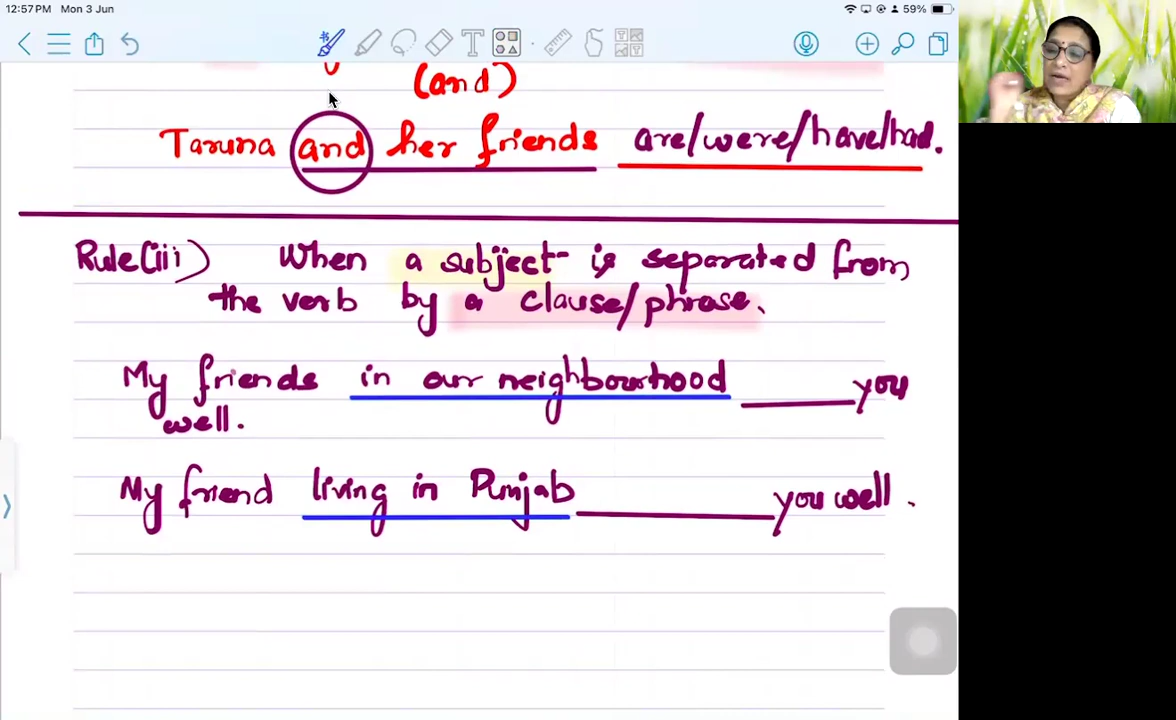 12:57 PM Mon 3 Jun
59%
(and)
Taruna and her friends are/were/have/had.
Rule(iii) When a subject is separated from
the verb by a clause/phrase.
My friends in our neighbourhood ______ you
well.
My friend living in Punjab ______ you well.